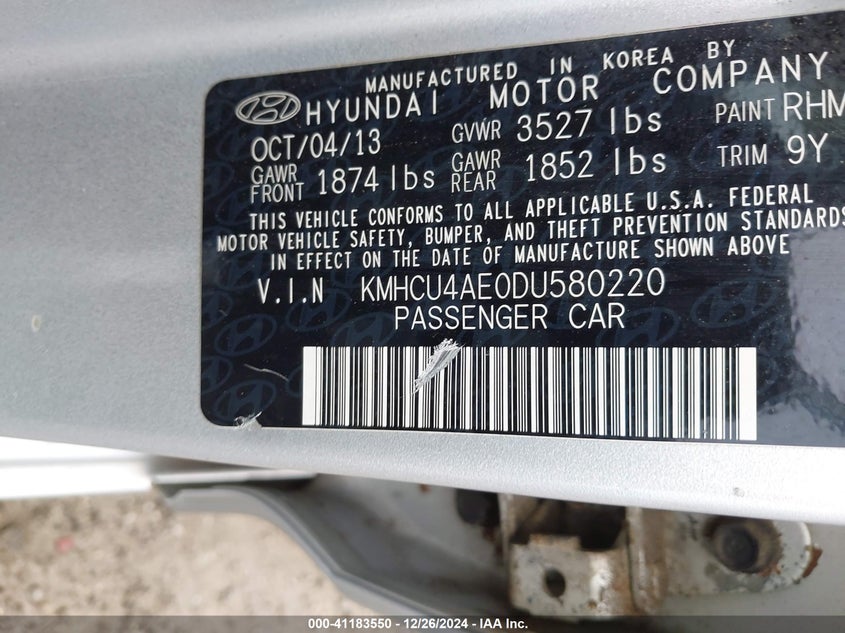 MANUFACTURED IN KOREA BY
HYUNDAI MOTOR COMPANY
OCT/04/13 GVWR 3527 lbs PAINT RHM
GAWR FRONT 1874 lbs GAWR REAR 1852 lbs TRIM 9Y
THIS VEHICLE CONFORMS TO ALL APPLICABLE U.S.A. FEDERAL
MOTOR VEHICLE SAFETY, BUMPER, AND THEFT PREVENTION STANDARDS
IN EFFECT ON THE DATE OF MANUFACTURE SHOWN ABOVE
V.I.N KMHCU4AE0DU580220
PASSENGER CAR
000-41183550 - 12/26/2024 - IAA Inc.